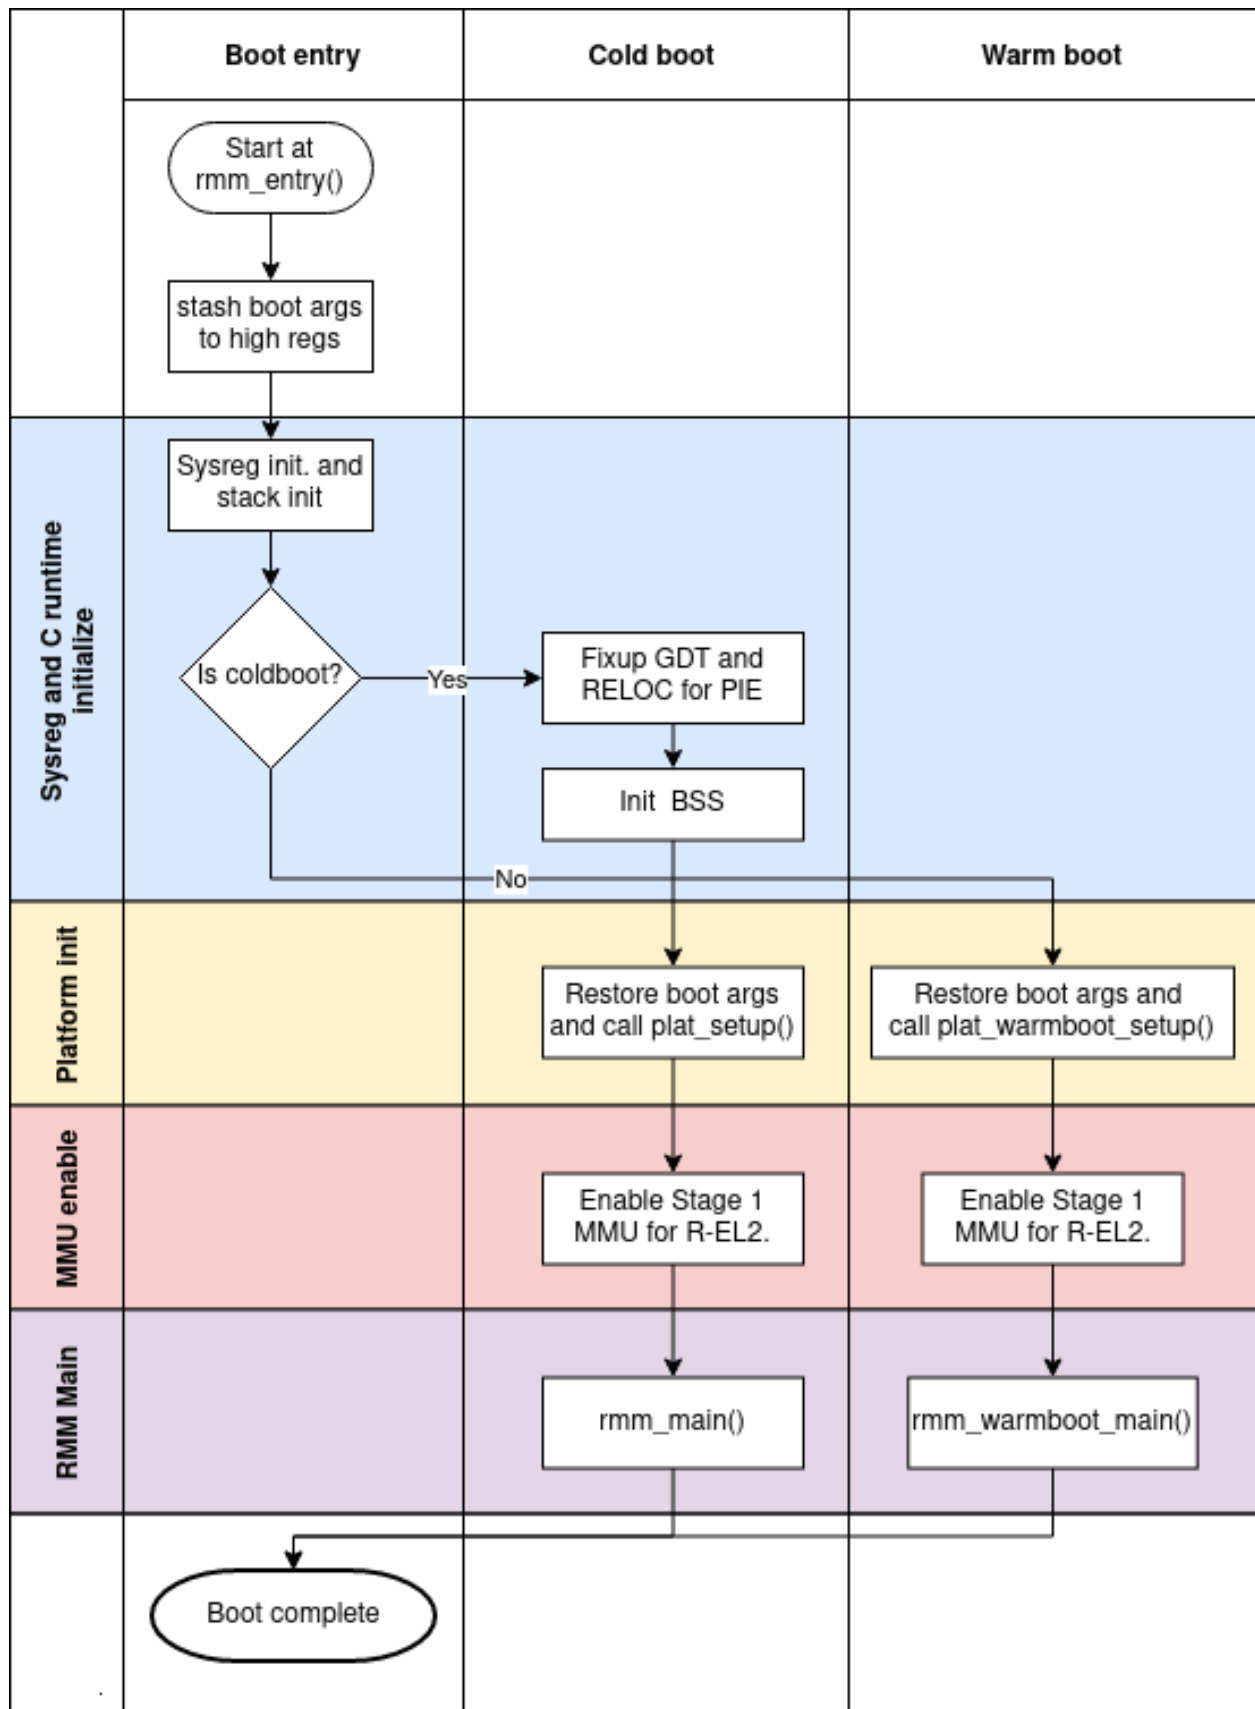 Boot entry
Cold boot
Warm boot
Start at
rmm_entry()
stash boot args
to high regs
Sysreg and C runtime
initialize
Sysreg init. and
stack init
Is coldboot?
Yes
Fixup GDT and
RELOC for PIE
Init BSS
No
Platform init
Restore boot args
and call plat_setup()
Restore boot args and
call plat_warmboot_setup()
MMU enable
Enable Stage 1
MMU for R-EL2.
Enable Stage 1
MMU for R-EL2.
RMM Main
rmm_main()
rmm_warmboot_main()
Boot complete
.